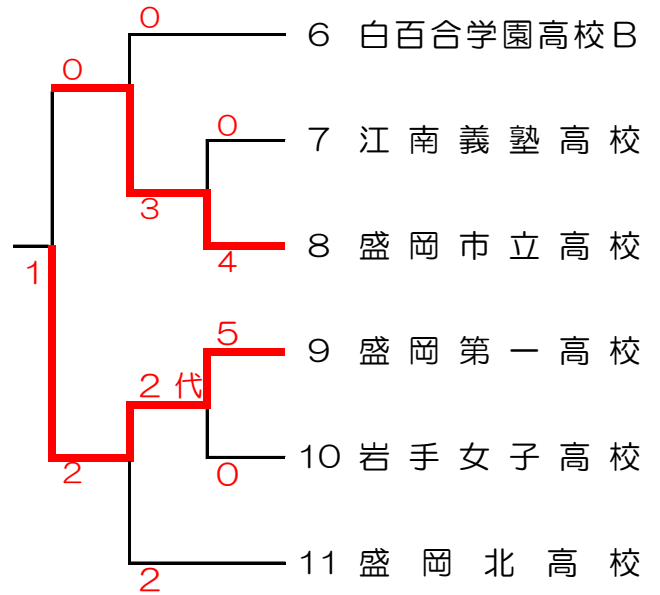 0
6 白百合学園高校B
0
0
7 江南義塾高校
3
8 盛岡市立高校
4
1
5
9 盛岡第一高校
2代
10 岩手女子高校
2
0
11 盛岡北高校
2